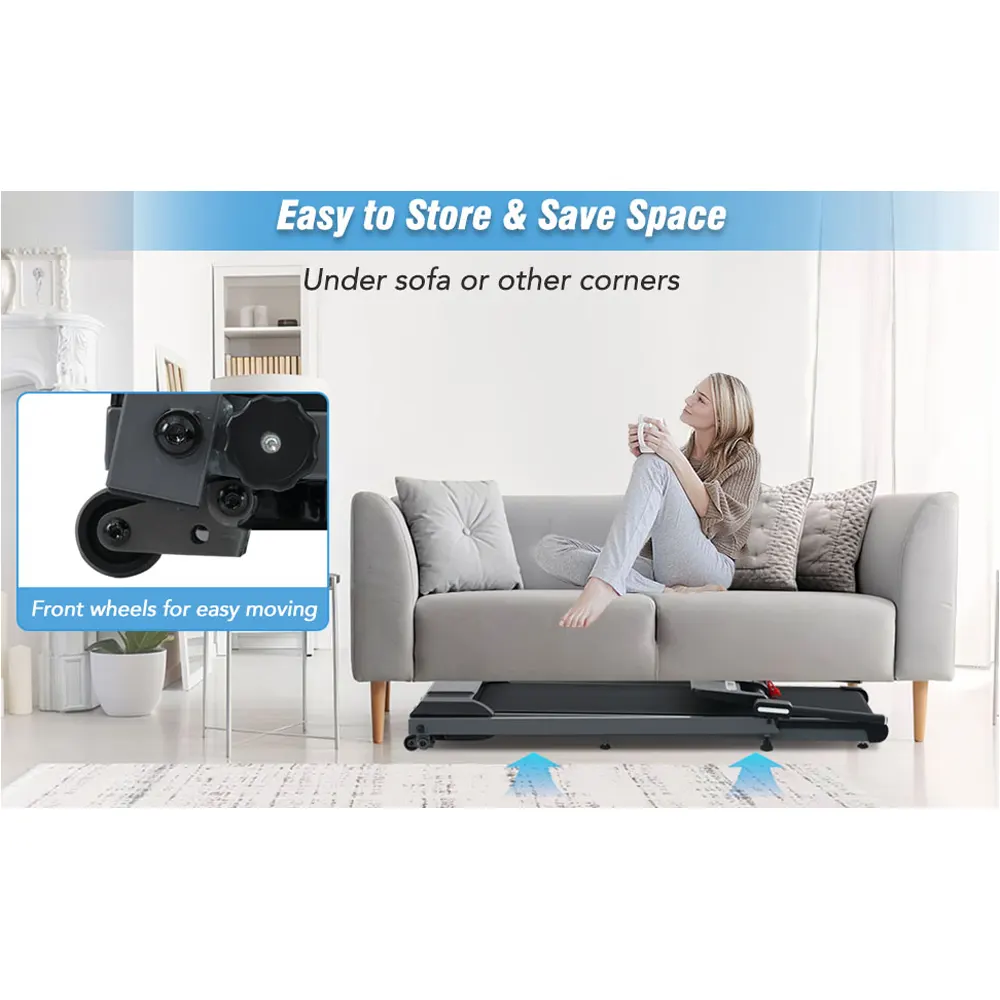 Easy to Store & Save Space
Under sofa or other corners
Front wheels for easy moving